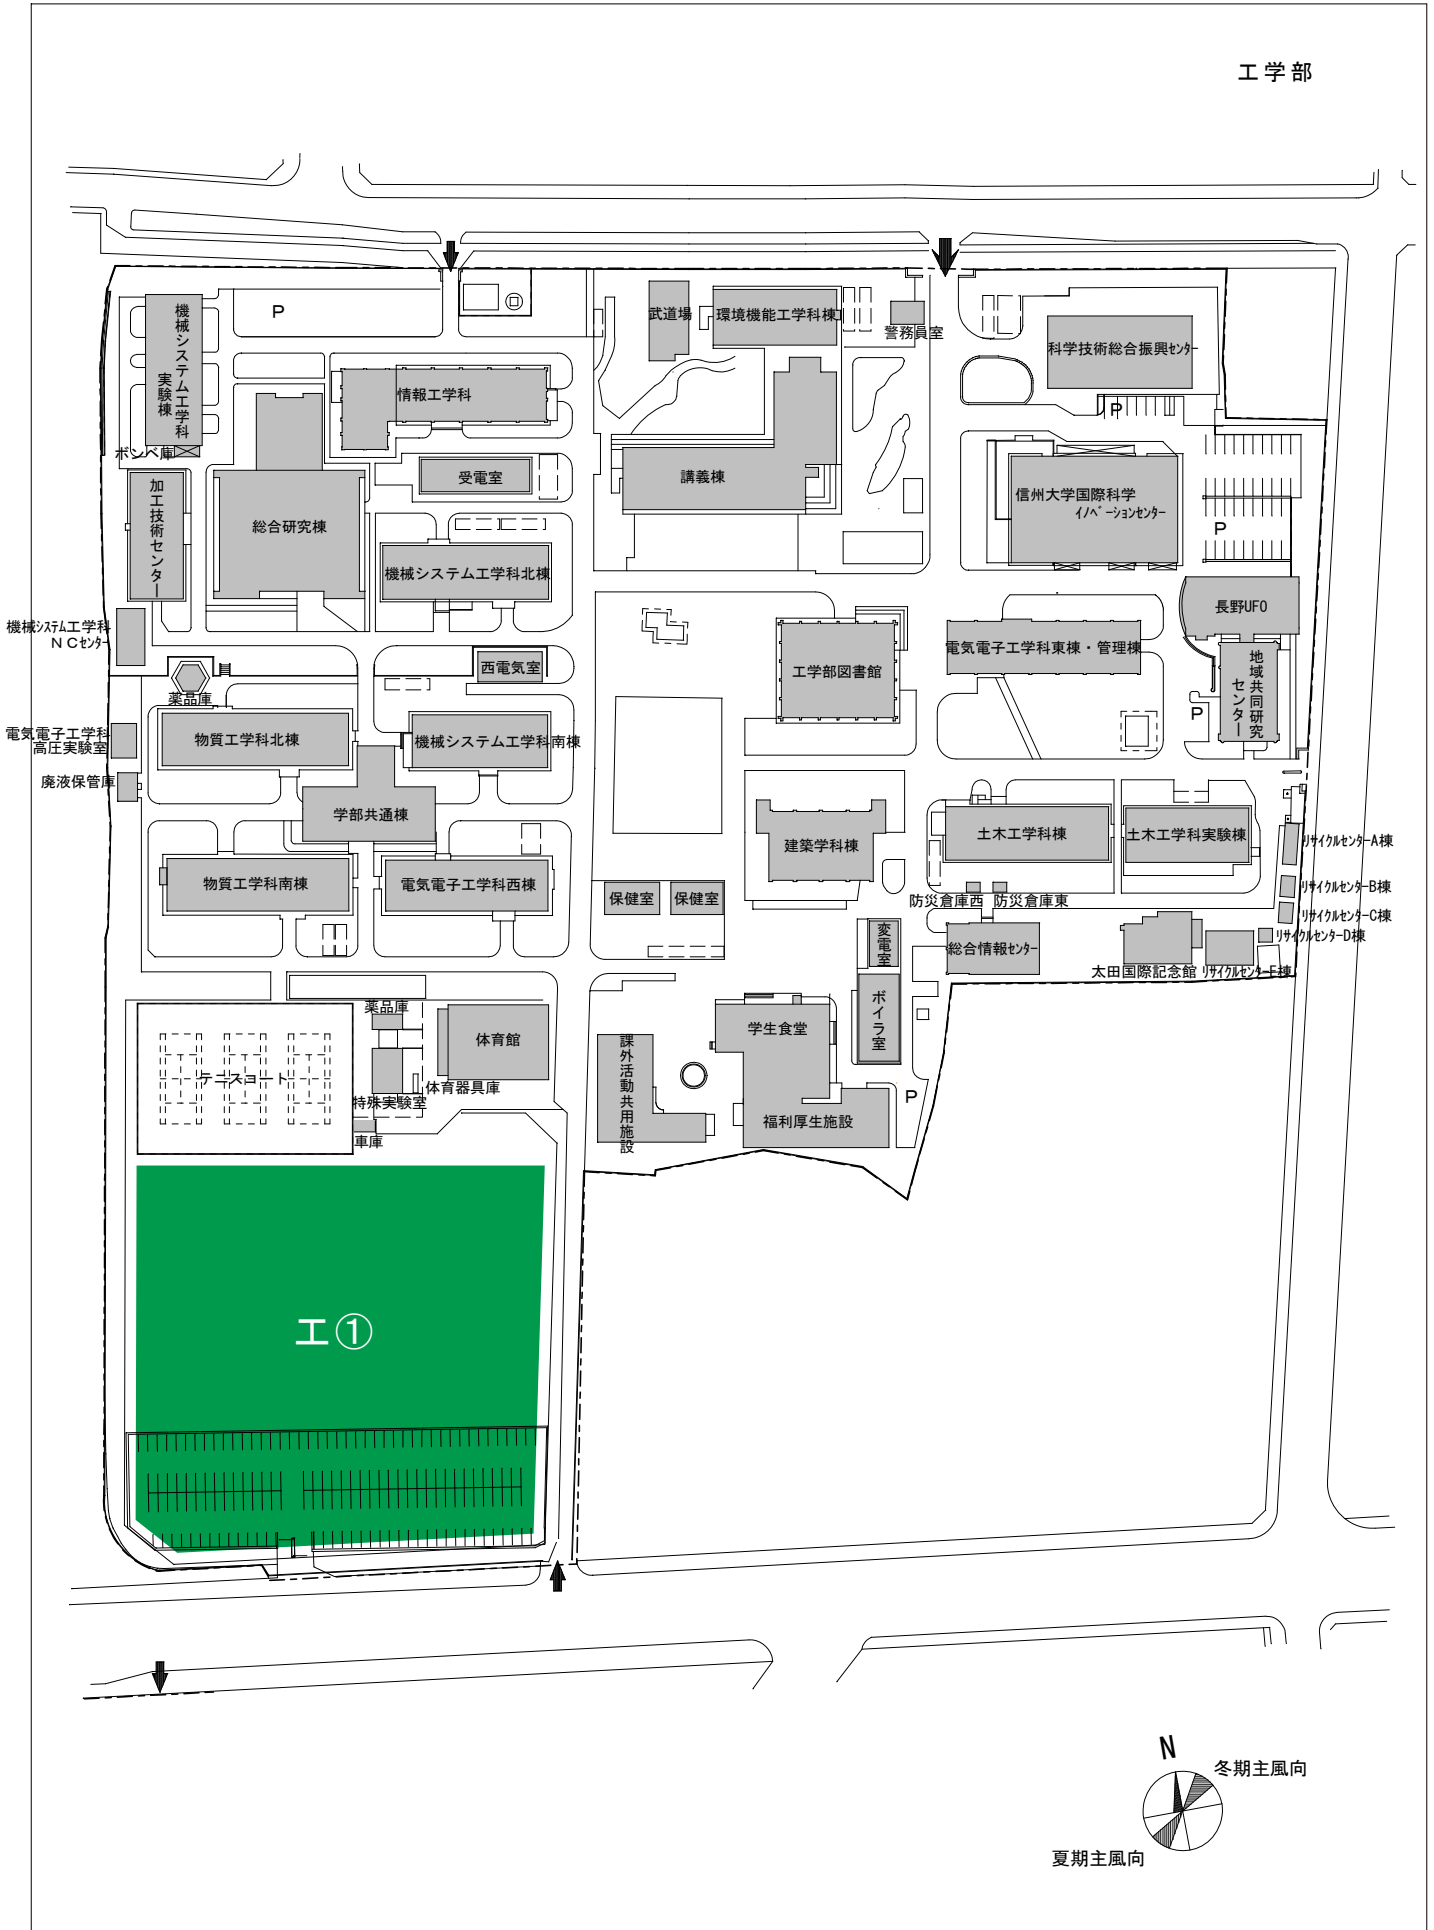 工学部
P
機械システム工学科
実験棟
ボンベ庫
武道場
環境機能工学科棟
警務員室
科学技術総合振興ｾﾝﾀｰ
P
情報工学科
受電室
講義棟
信州大学国際科学
ｲﾉﾍﾞｰｼｮﾝｾﾝﾀｰ
P
加工技術センター
総合研究棟
機械システム工学科北棟
機械ｼｽﾃﾑ工学科
ＮＣｾﾝﾀｰ
長野UFO
西電気室
工学部図書館
電気電子工学科東棟・管理棟
地域共同研究
センター
P
薬品庫
電気電子工学科
高圧実験室
物質工学科北棟
機械システム工学科南棟
廃液保管庫
学部共通棟
建築学科棟
土木工学科棟
土木工学科実験棟
ﾘｻｲｸﾙｾﾝﾀｰA棟
物質工学科南棟
電気電子工学科西棟
保健室
保健室
防災倉庫西
防災倉庫東
ﾘｻｲｸﾙｾﾝﾀｰB棟
ﾘｻｲｸﾙｾﾝﾀｰC棟
ﾘｻｲｸﾙｾﾝﾀｰD棟
変電室
総合情報ｾﾝﾀｰ
太田国際記念館
ﾘｻｲｸﾙｾﾝﾀｰE棟
薬品庫
体育館
テニスコート
特殊実験室
体育器具庫
車庫
課外活動共用施設
学生食堂
ボイラ室
福利厚生施設
P
工①
N
冬期主風向
夏期主風向